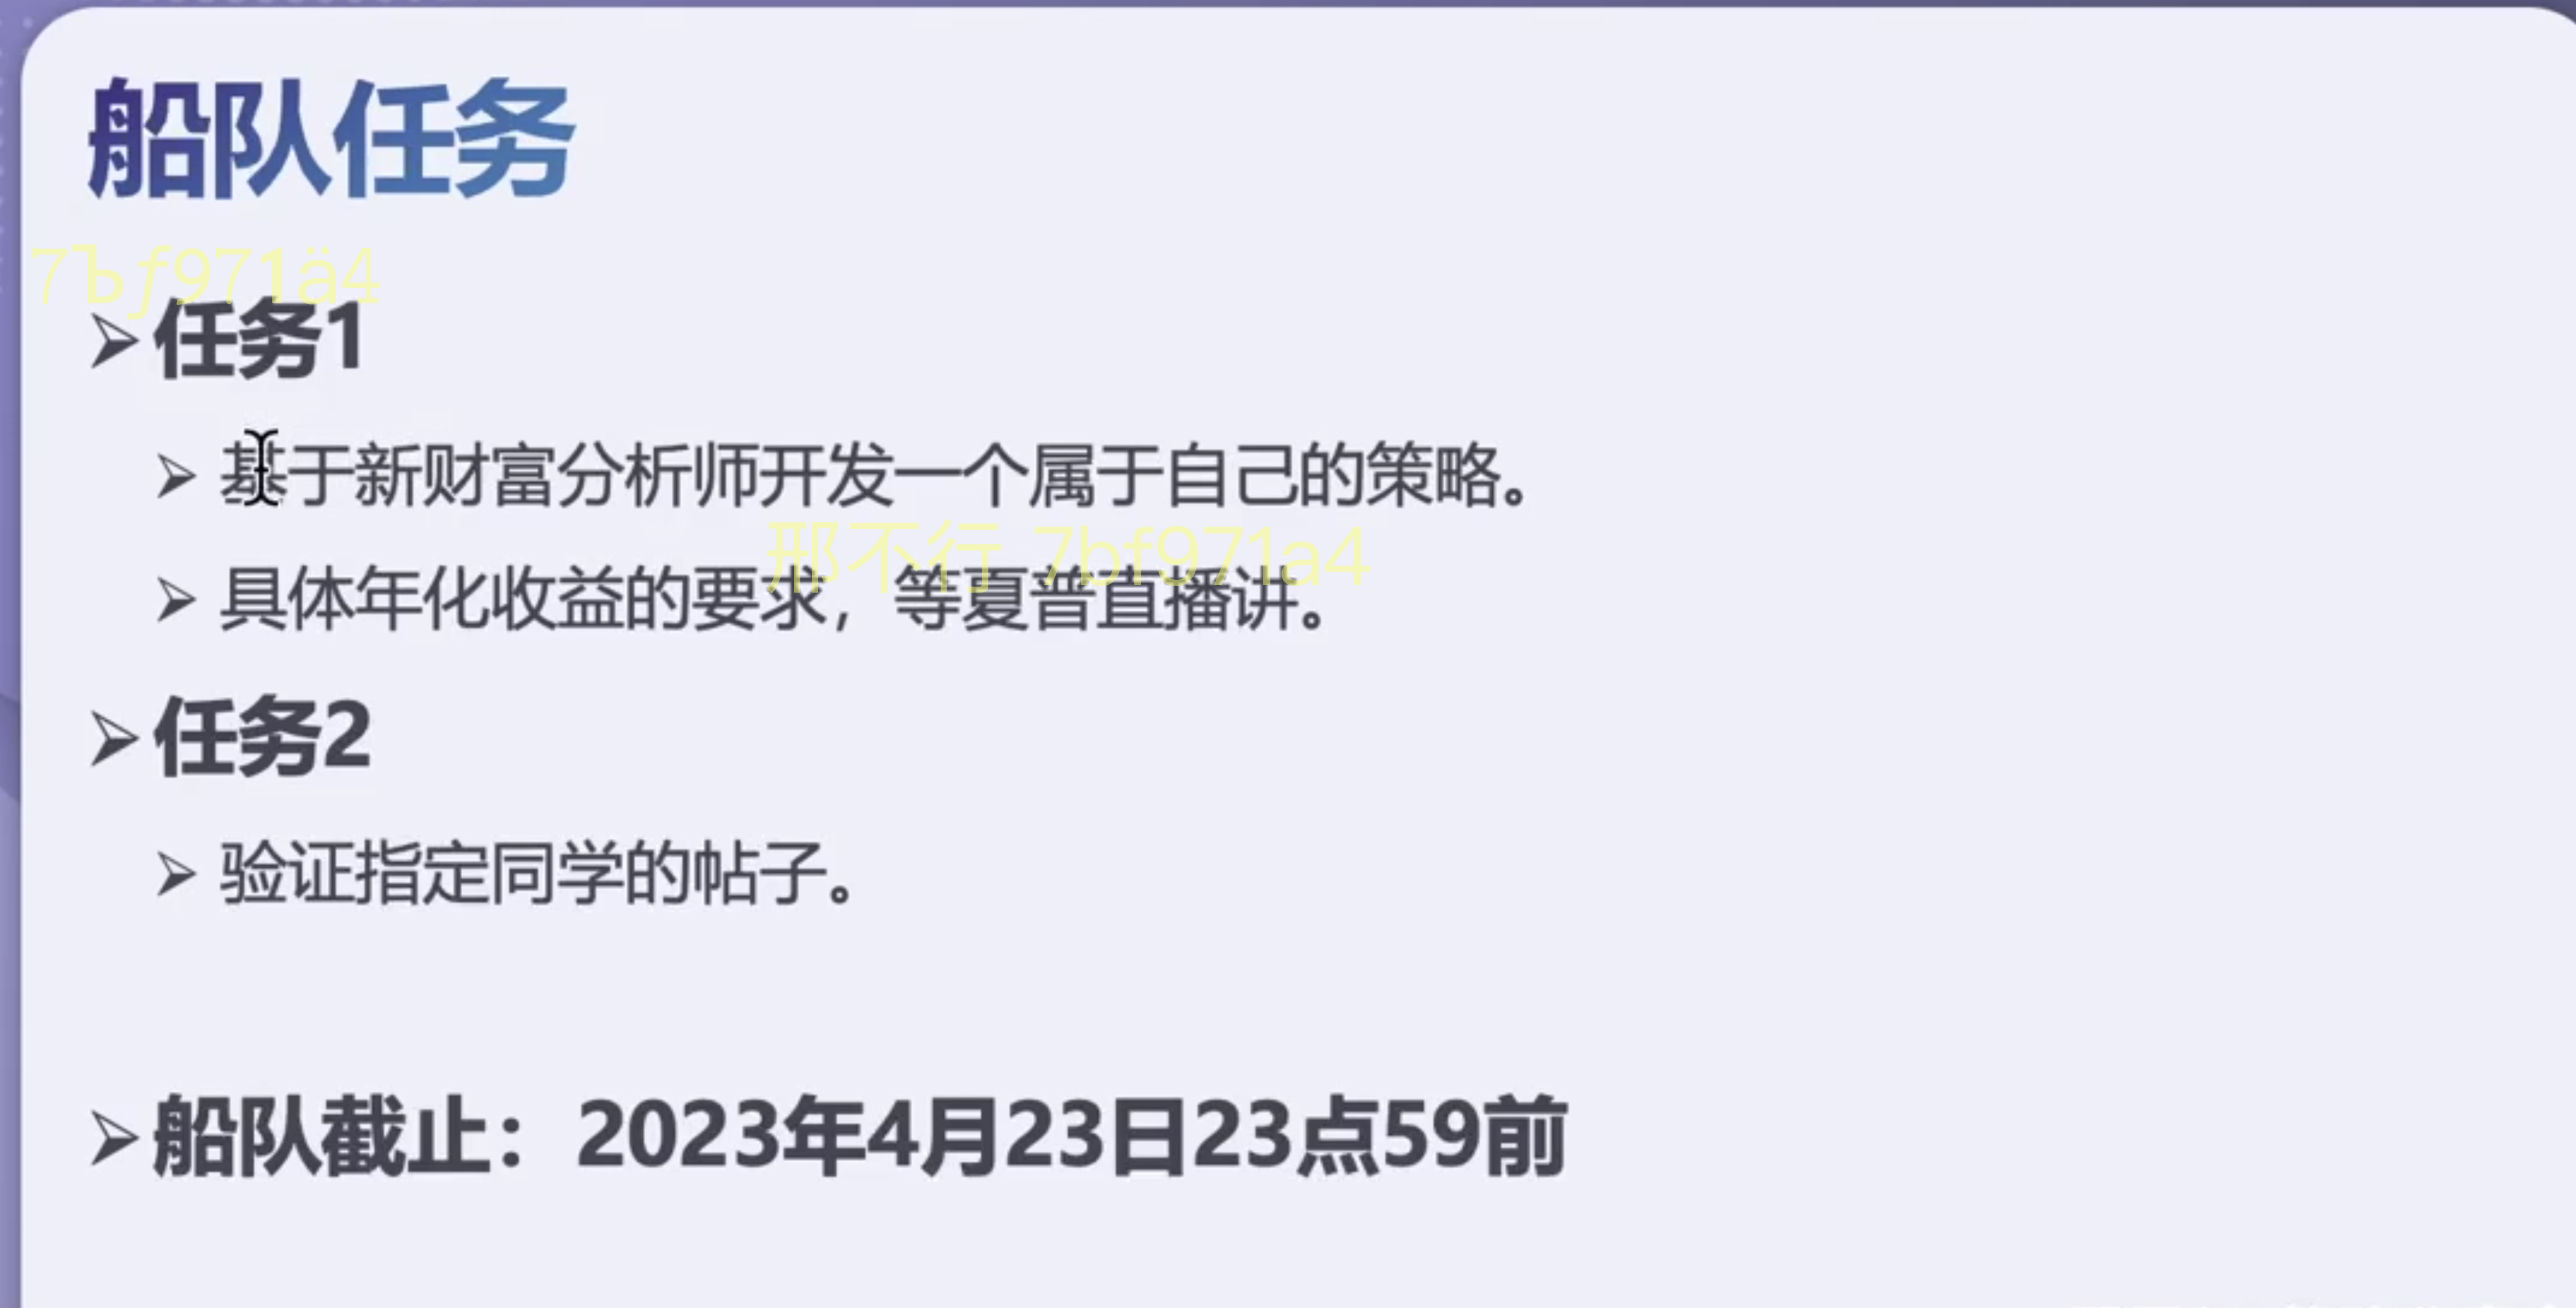 船队任务
7Ъƒ971ä4
任务1
基于新财富分析师开发一个属于自己的策略。
邢不行 7bf971a4
具体年化收益的要求，等夏普直播讲。
任务2
验证指定同学的帖子。
船队截止：2023年4月23日23点59前